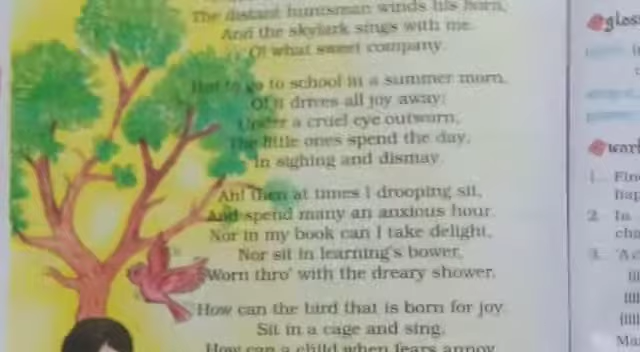 The distant huntsman winds his horn,
And the skylark sings with me.
O! what sweet company.
But to go to school in a summer morn,
O! it drives all joy away;
Under a cruel eye outworn,
The little ones spend the day,
In sighing and dismay.
Ah! then at times I drooping sit,
And spend many an anxious hour.
Nor in my book can I take delight,
Nor sit in learning's bower,
Worn thro' with the dreary shower.
How can the bird that is born for joy
Sit in a cage and sing,
How can a child when fears annoy
1.
2. In
3.